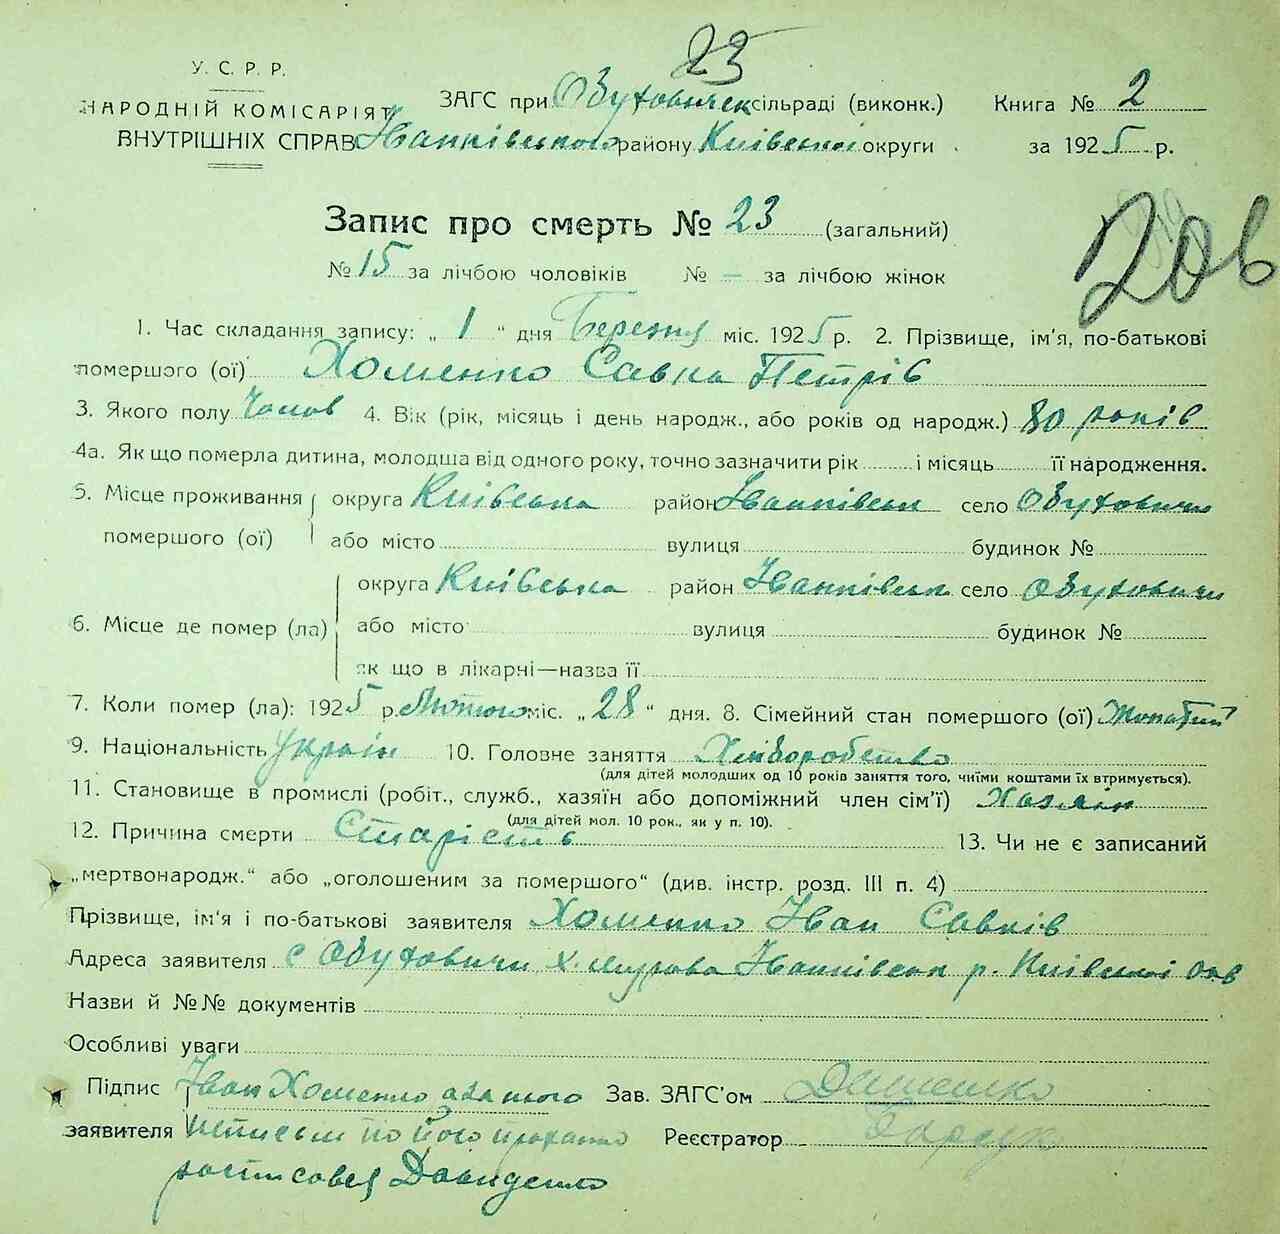 23
У. С. Р. Р.
НАРОДНІЙ КОМІСАРІЯТ
ВНУТРІШНІХ СПРАВ
ЗАГС при Обуховичск сільраді (виконк.) Книга № 2
Іванківського району Київської округи за 1925 р.
Запис про смерть № 23 (загальний)
№ 15 за лічбою чоловіків № — за лічбою жінок
1. Час складання запису: „ 1 “ дня Березня міс. 1925 р. 2. Прізвище, ім'я, по-батькові
помершого (ої) Хоменко Савка Петрів
3. Якого полу Чолов 4. Вік (рік, місяць і день народж., або років од народж.) 80 років
4а. Як що померла дитина, молодша від одного року, точно зазначити рік і місяць її народження.
5. Місце проживання округа Київська район Іванківськ село Обуховичи
помершого (ої) або місто вулиця будинок №
округа Київська район Іванківськ село Обуховичи
6. Місце де помер (ла) або місто вулиця будинок №
як що в лікарні—назва її
7. Коли помер (ла): 1925 р. Лютого міс. „ 28 “ дня. 8. Сімейний стан помершого (ої) Жонатий
9. Національність Україн 10. Головне заняття Хліборобство
(для дітей молодших од 10 років заняття того, чиїми коштами їх втримується).
11. Становище в промислі (робіт., служб., хазяїн або допоміжний член сім'ї) Хазяін
(для дітей мол. 10 рок., як у п. 10).
12. Причина смерти Старість 13. Чи не є записаний
„мертвонародж.“ або „оголошеним за помершого“ (див. інстр. розд. III п. 4)
Прізвище, ім'я і по-батькові заявителя Хоменко Іван Савків
Адреса заявителя с Обуховичи х. Мурава Іванківськ р. Київської окр
Назви й №№ документів
Особливі уваги
Підпис Іван Хоменко а за нього Зав. ЗАГС'ом
заявителя по його проханню Реєстратор
росписався Давиденко